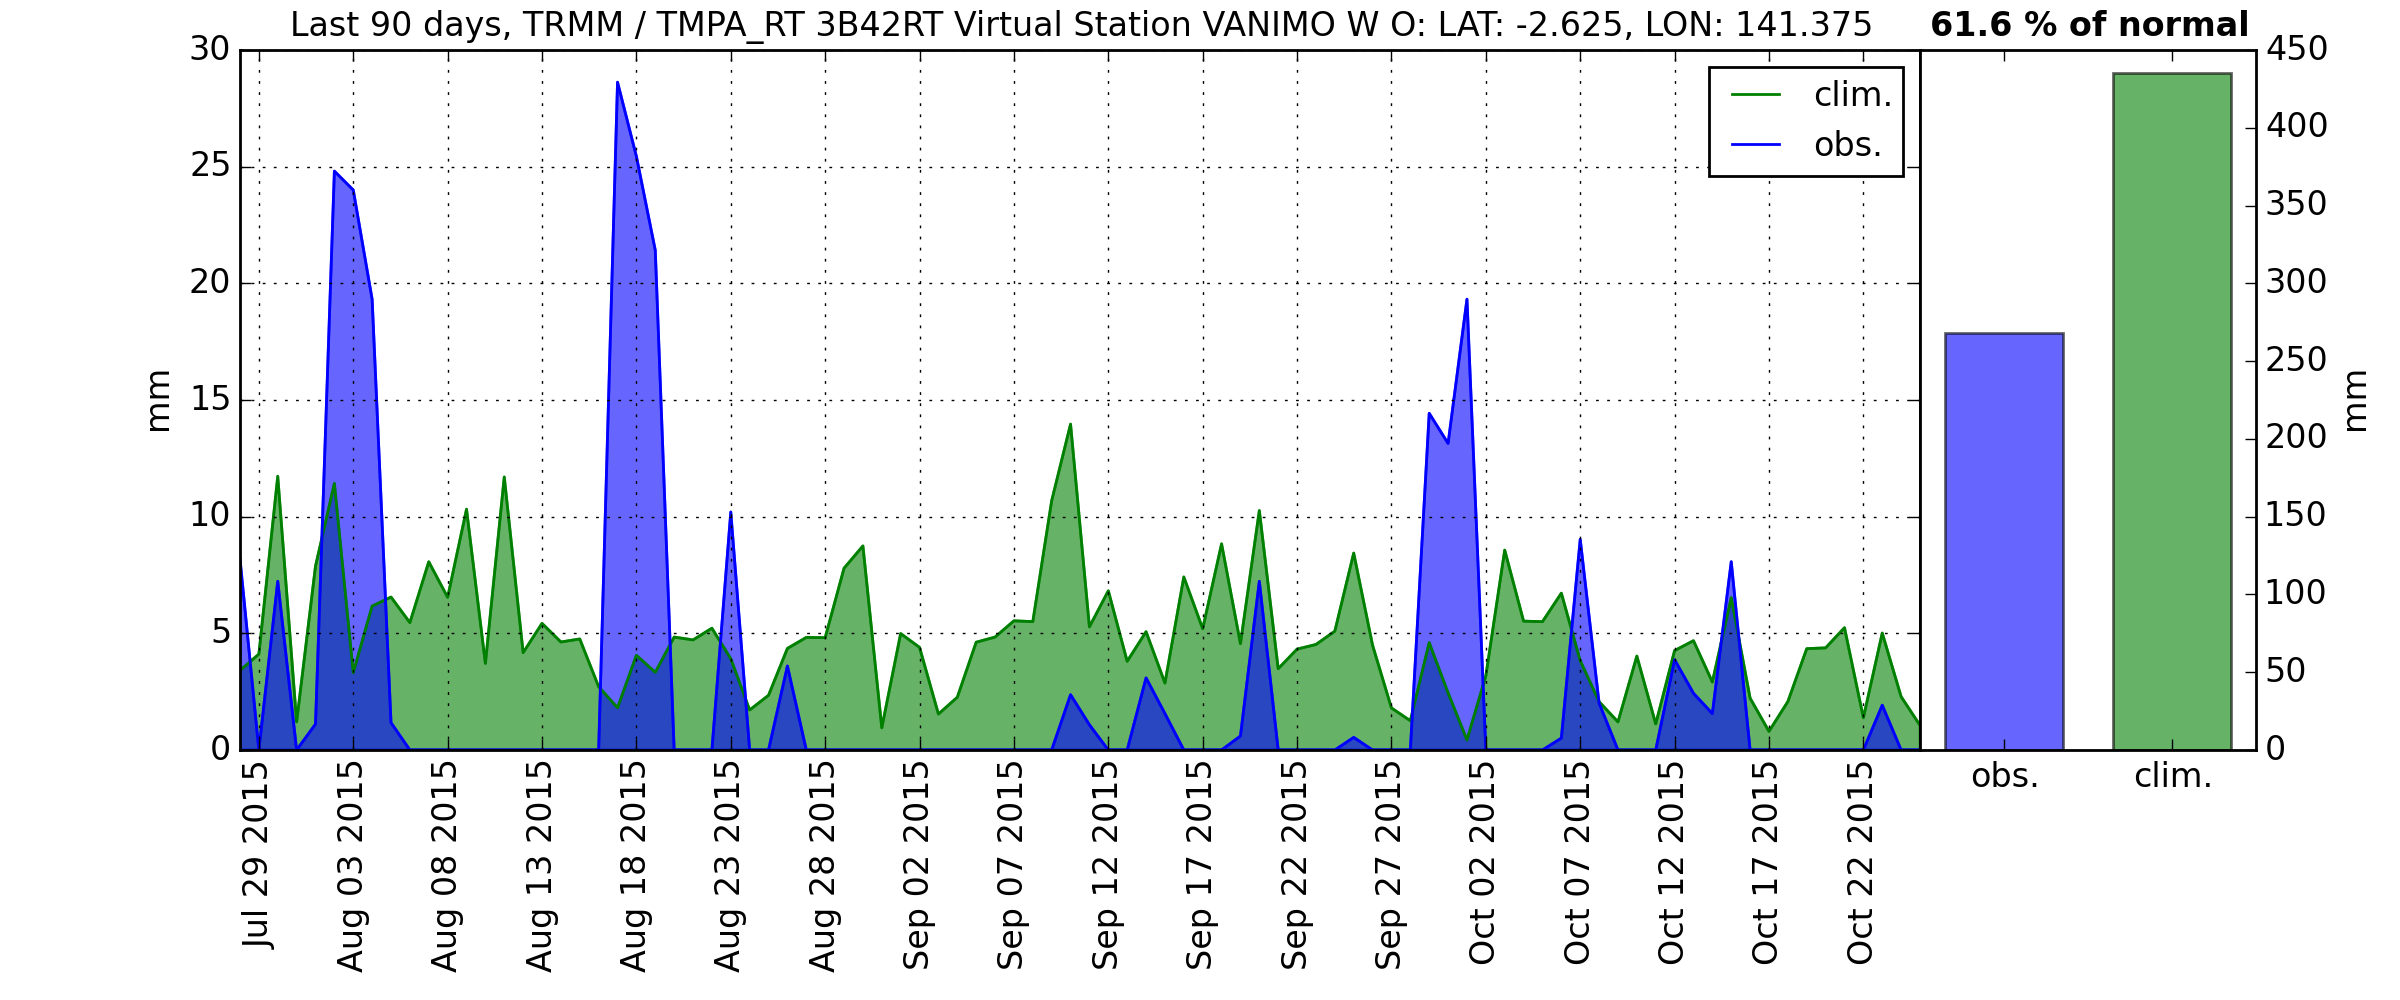 Last 90 days, TRMM / TMPA_RT 3B42RT Virtual Station VANIMO W O: LAT: -2.625, LON: 141.375
61.6 % of normal
30
25
20
15
10
5
0
mm
clim.
obs.
450
400
350
300
250
200
150
100
50
0
mm
Jul 29 2015
Aug 03 2015
Aug 08 2015
Aug 13 2015
Aug 18 2015
Aug 23 2015
Aug 28 2015
Sep 02 2015
Sep 07 2015
Sep 12 2015
Sep 17 2015
Sep 22 2015
Sep 27 2015
Oct 02 2015
Oct 07 2015
Oct 12 2015
Oct 17 2015
Oct 22 2015
obs.
clim.